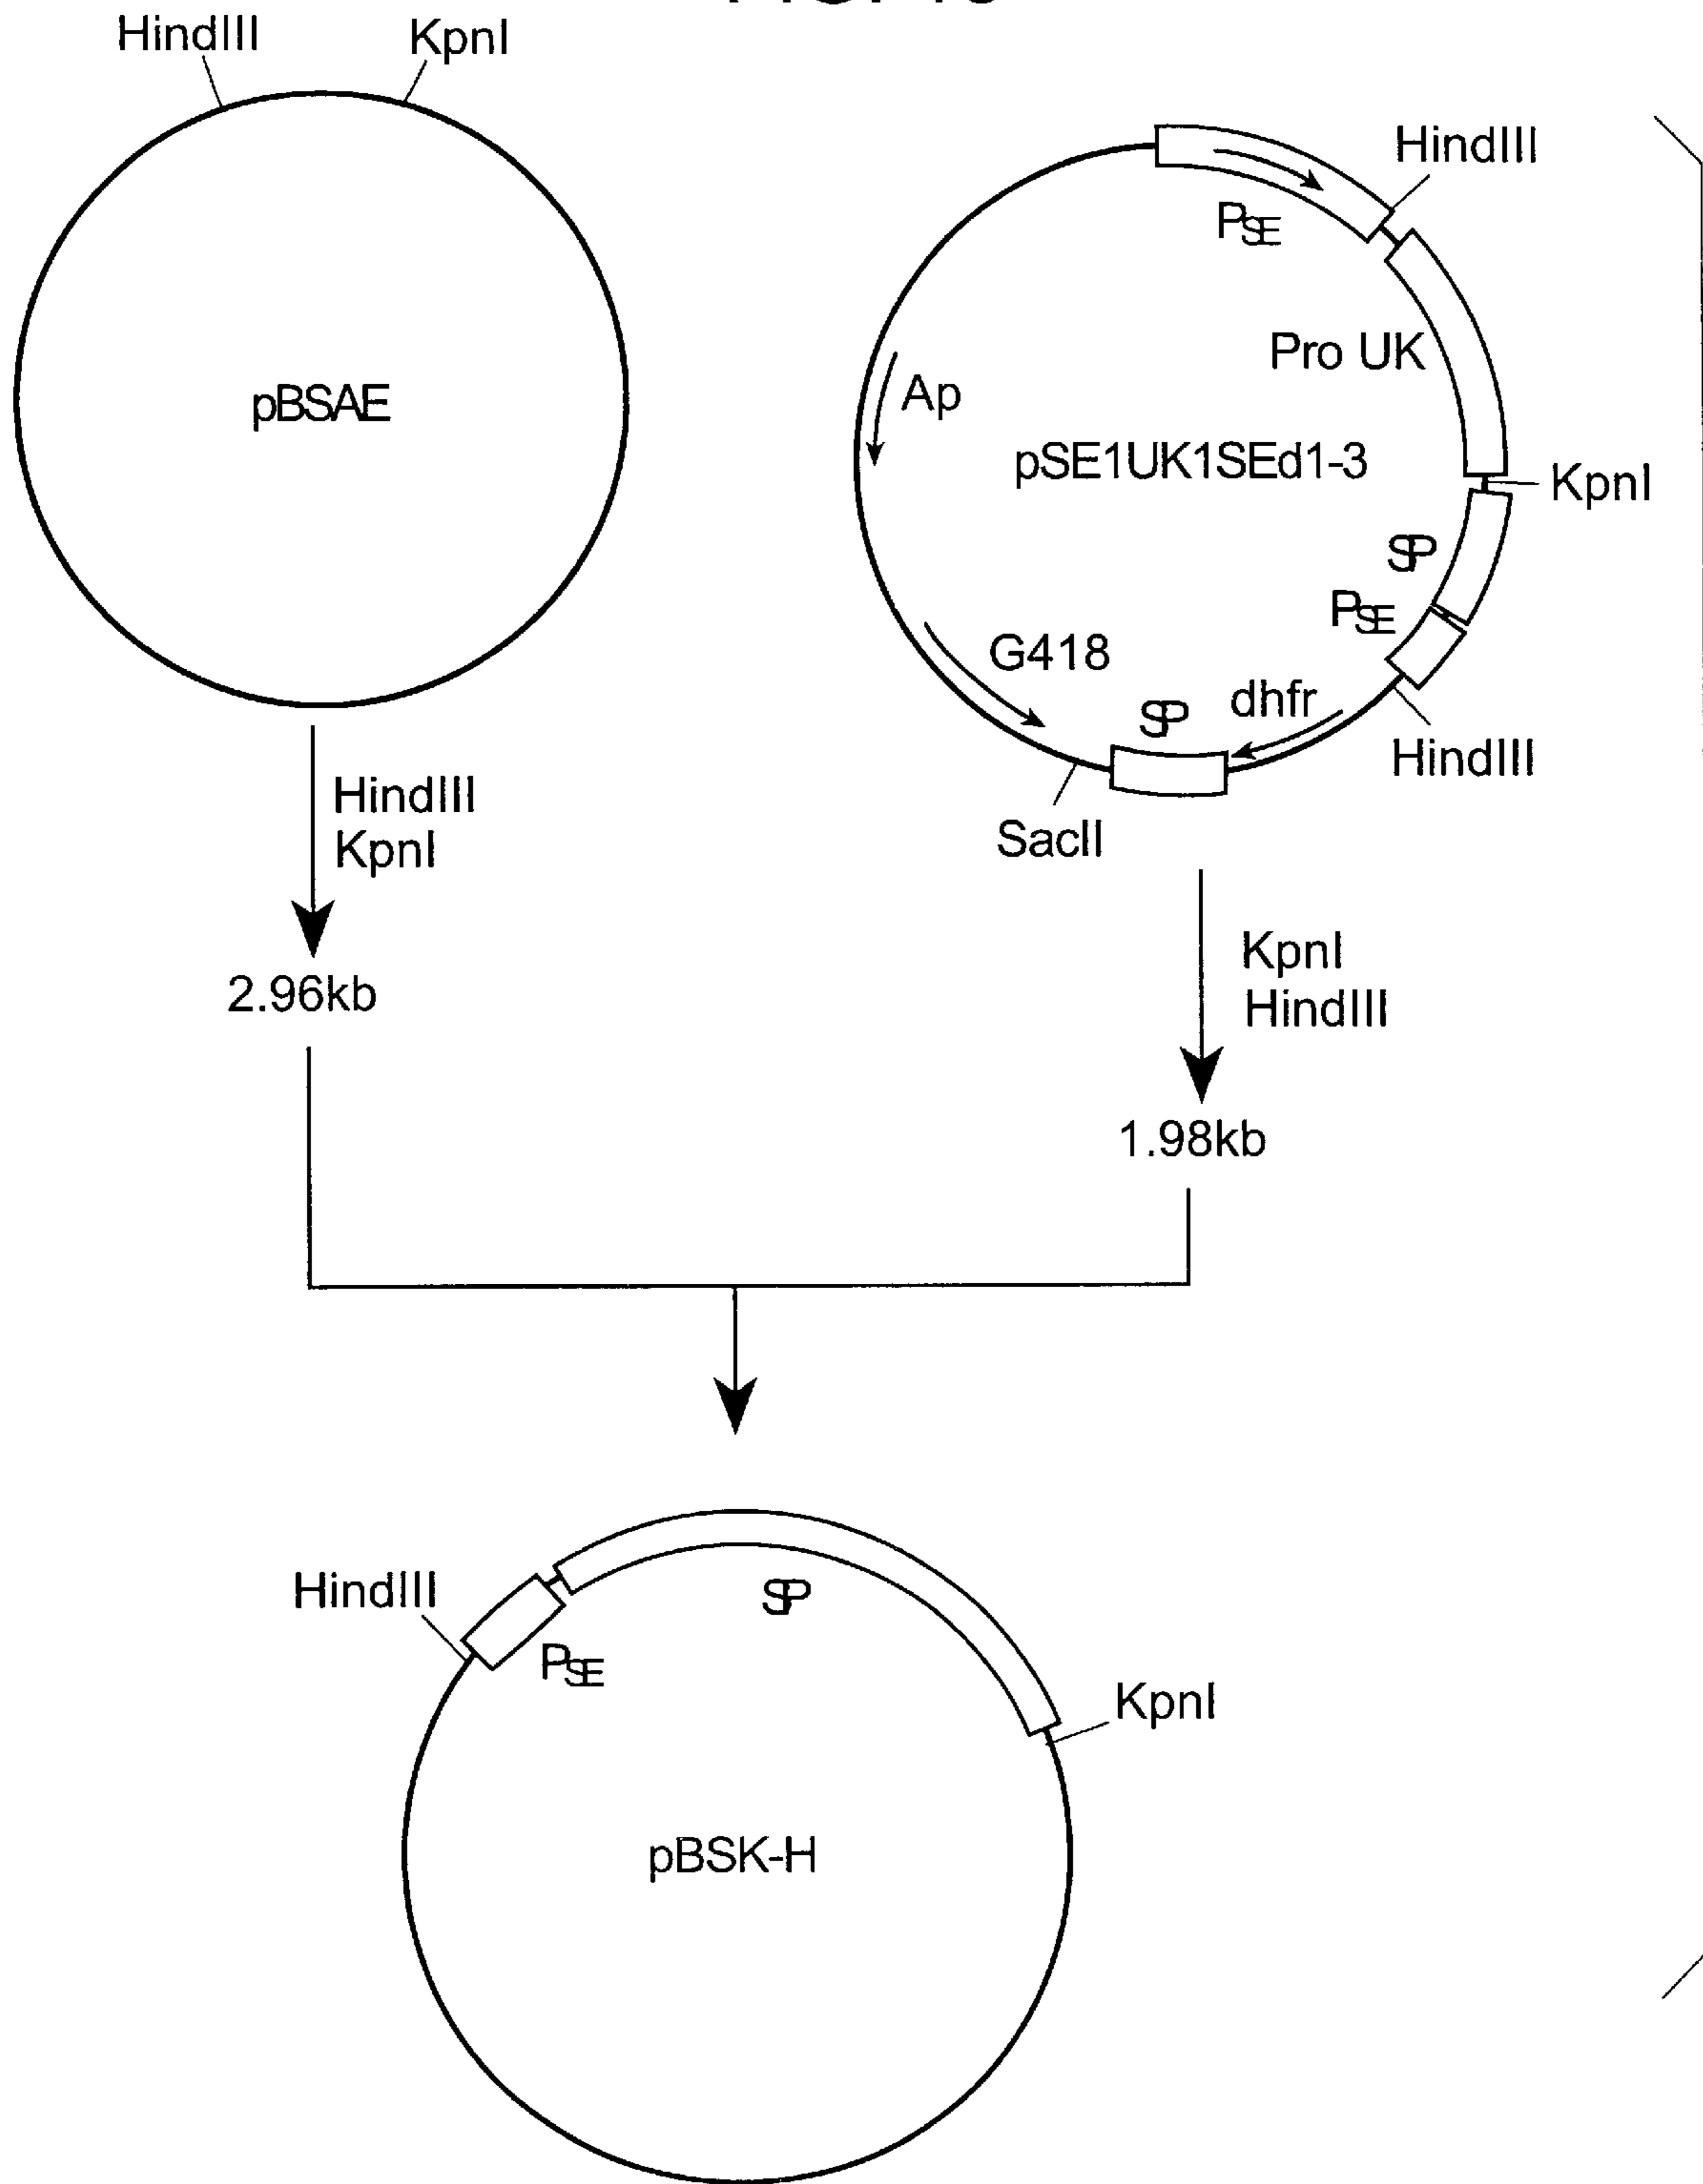 HindIII
KpnI
pBSAE
HindIII
PSE
Pro UK
Ap
pSE1UK1SEd1-3
KpnI
SP
PSE
G418
dhfr
SP
HindIII
SacII
HindIII
KpnI
2.96kb
KpnI
HindIII
1.98kb
HindIII
SP
PSE
KpnI
pBSK-H